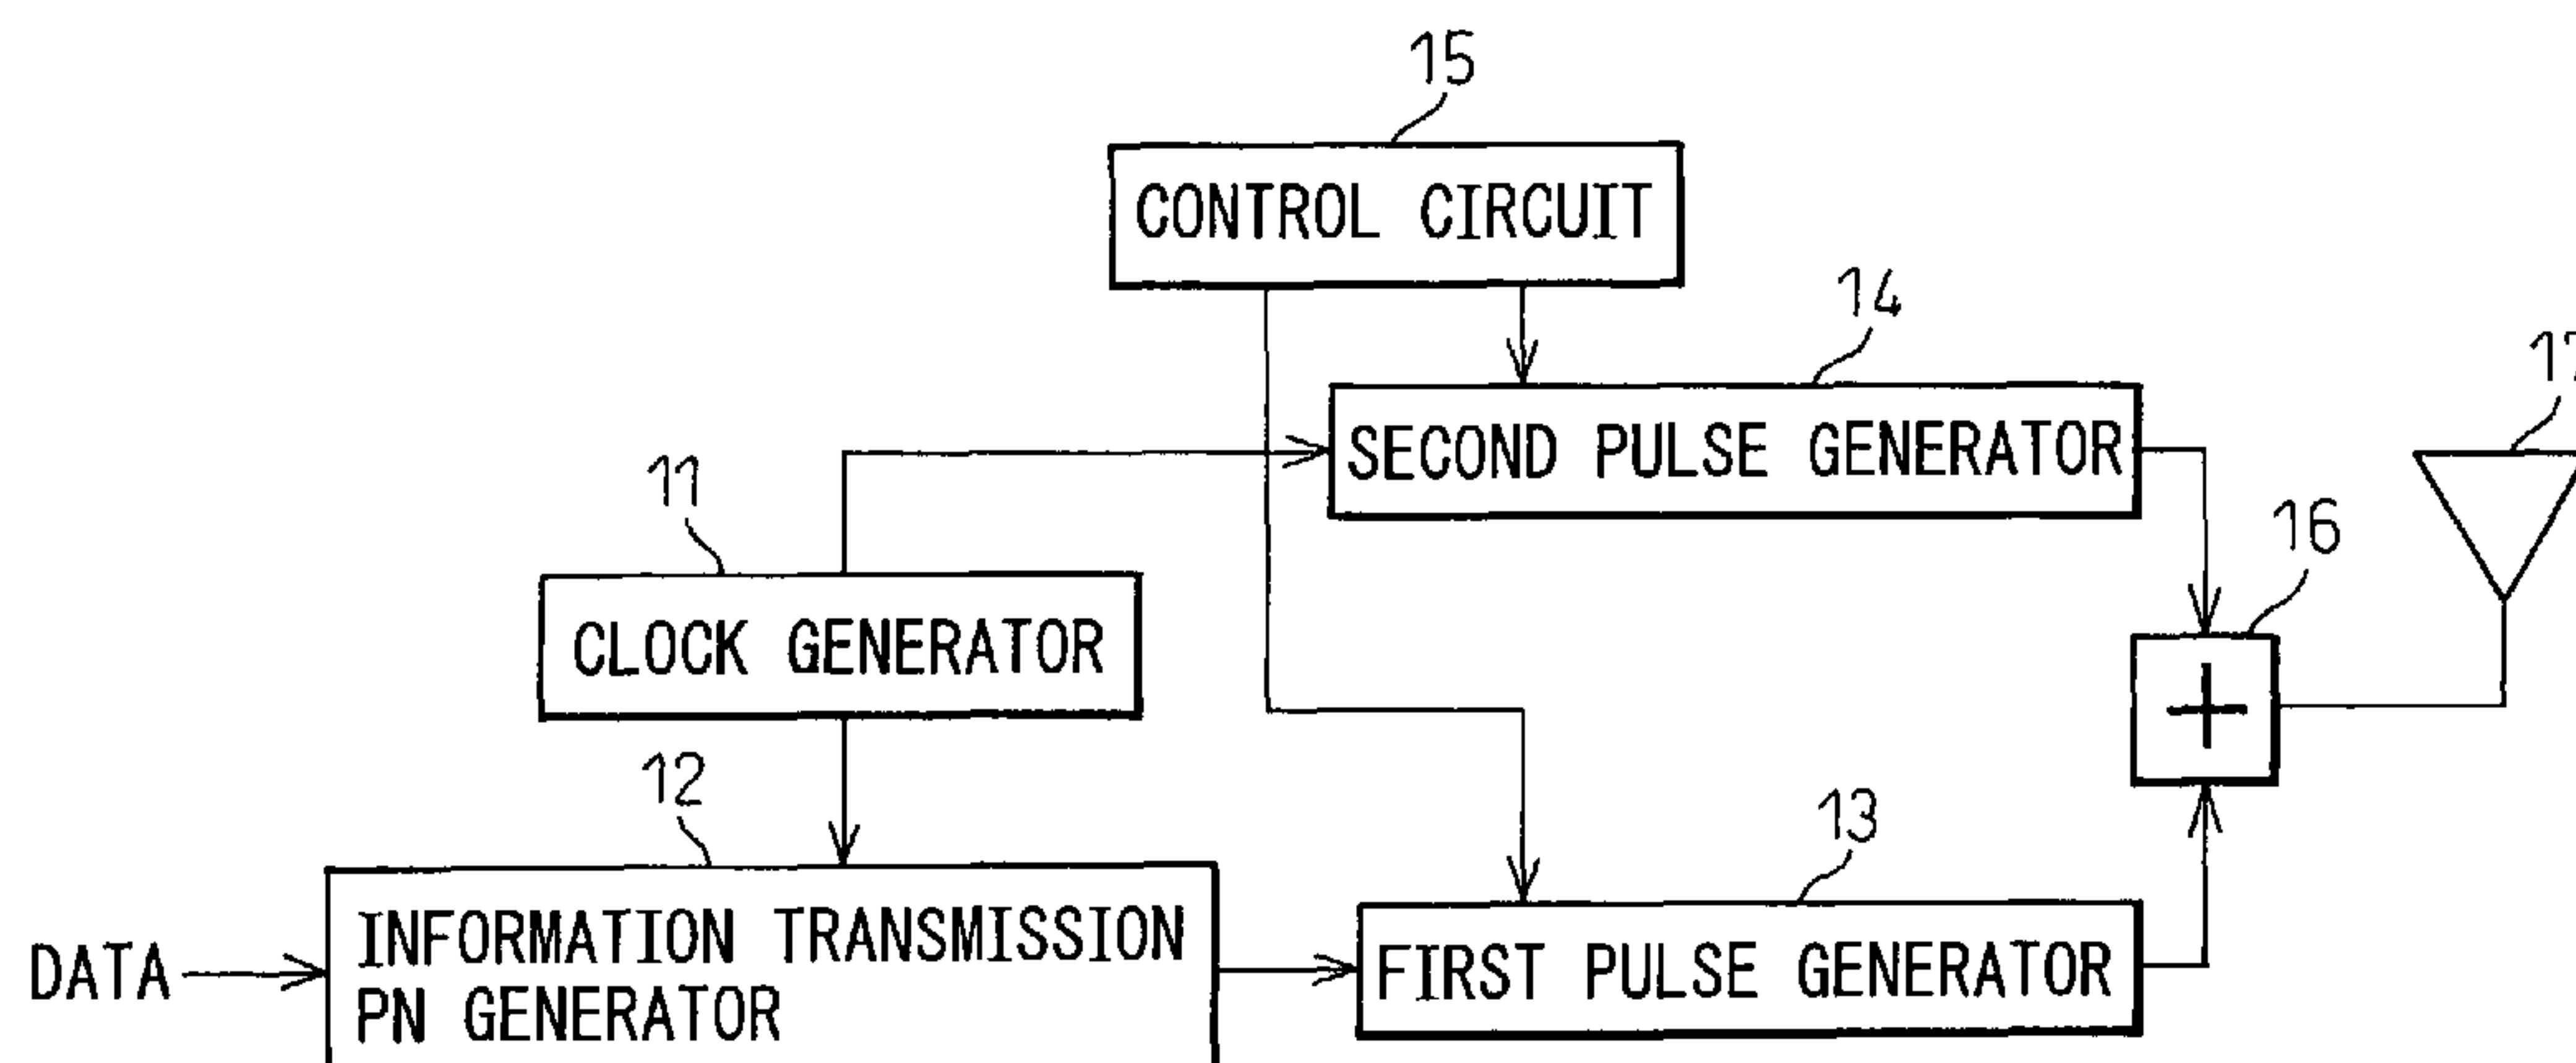 15
CONTROL CIRCUIT
14
SECOND PULSE GENERATOR
11
16
CLOCK GENERATOR
12
13
INFORMATION TRANSMISSION
PN GENERATOR
DATA
FIRST PULSE GENERATOR
+